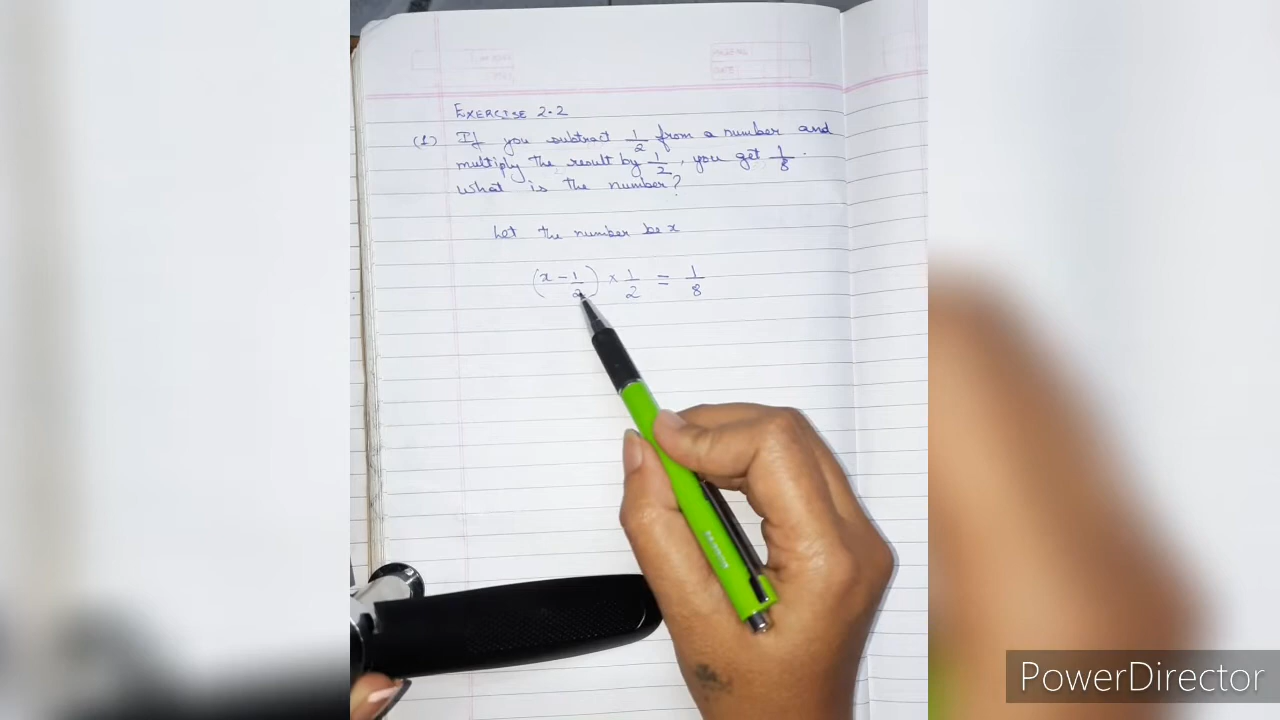 EXERCISE 2.2
(1) If you subtract 1/2 from a number and
multiply the result by 1/2, you get 1/8.
What is the number?
Let the number be x
(x - 1/2) × 1/2 = 1/8
PowerDirector